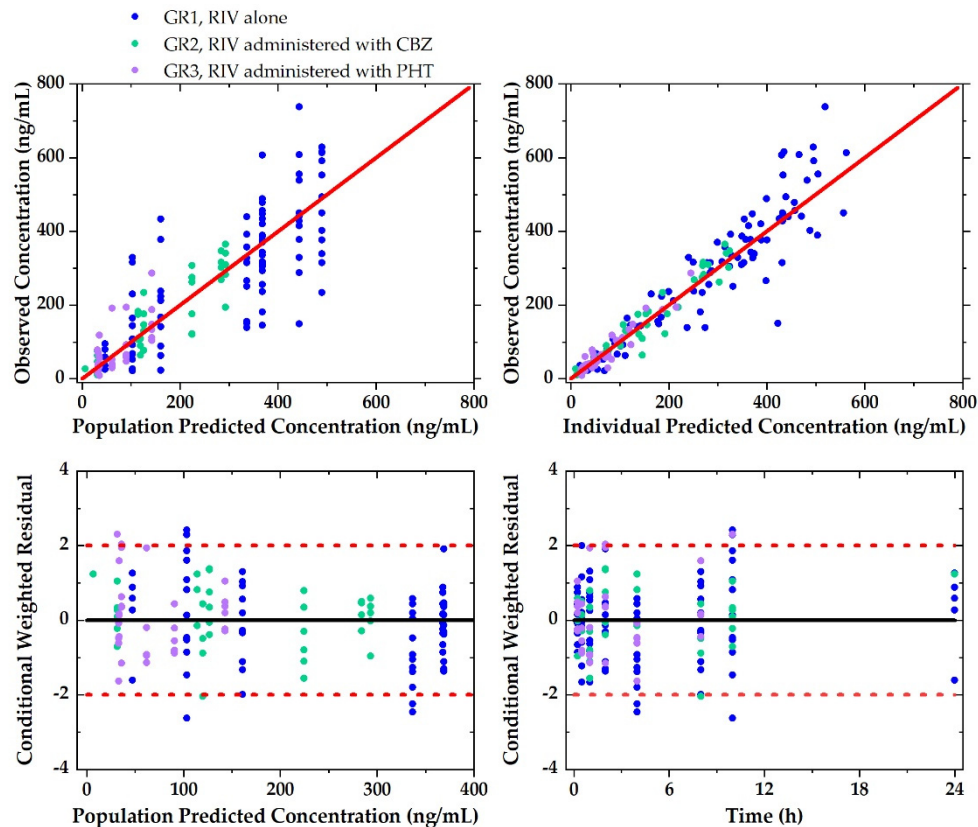 GR1, RIV alone
GR2, RIV administered with CBZ
GR3, RIV administered with PHT
800
600
400
200
0
Observed Concentration (ng/mL)
0 200 400 600 800
Population Predicted Concentration (ng/mL)
800
600
400
200
0
Observed Concentration (ng/mL)
0 200 400 600 800
Individual Predicted Concentration (ng/mL)
4
2
0
-2
-4
Conditional Weighted Residual
0 100 200 300 400
Population Predicted Concentration (ng/mL)
4
2
0
-2
-4
Conditional Weighted Residual
0 4 8 12 16 20 24
Time (h)